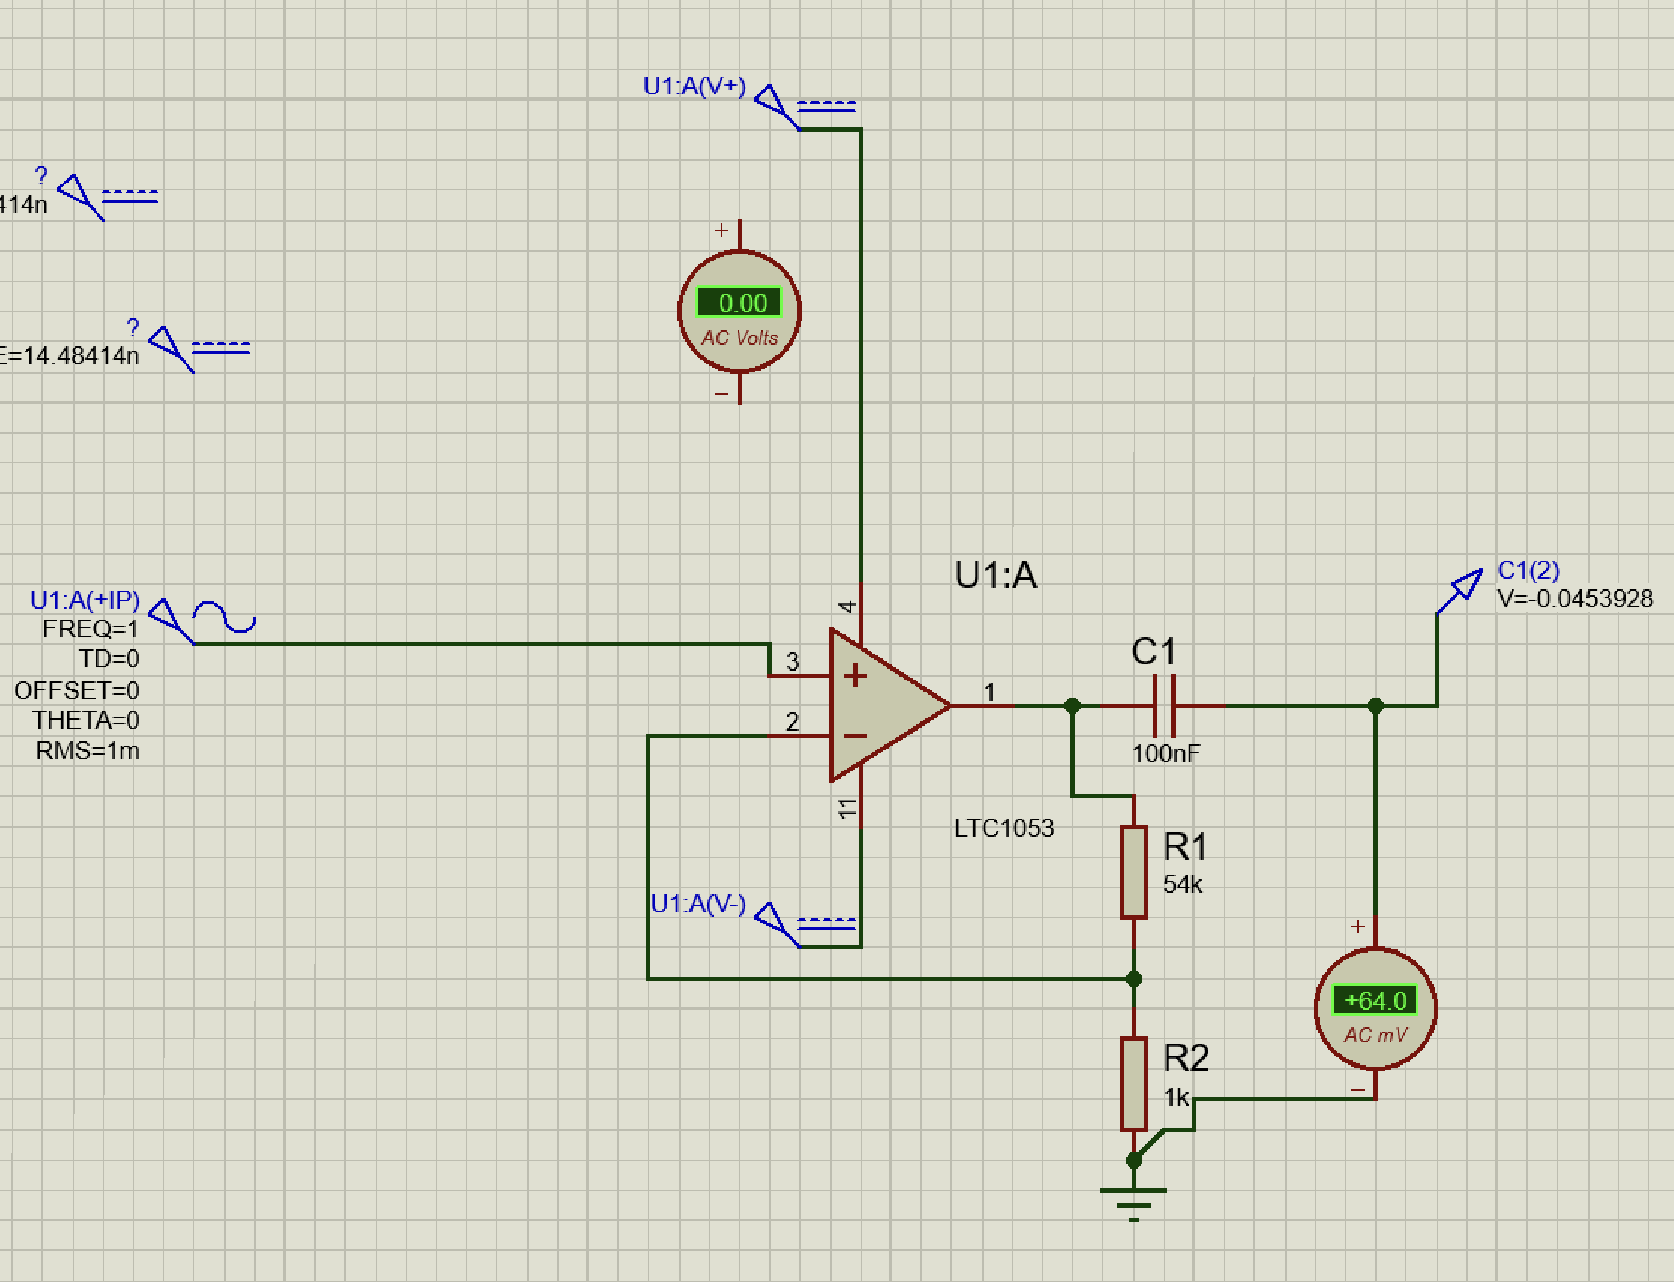 U1:A(V+)
?
414n
+
0.00
AC Volts
−
?
E=14.48414n
U1:A
C1(2)
V=-0.0453928
U1:A(+IP)
FREQ=1
TD=0
OFFSET=0
THETA=0
RMS=1m
4
3
+
2
−
1
11
C1
100nF
LTC1053
R1
54k
U1:A(V-)
+
+64.0
AC mV
−
R2
1k